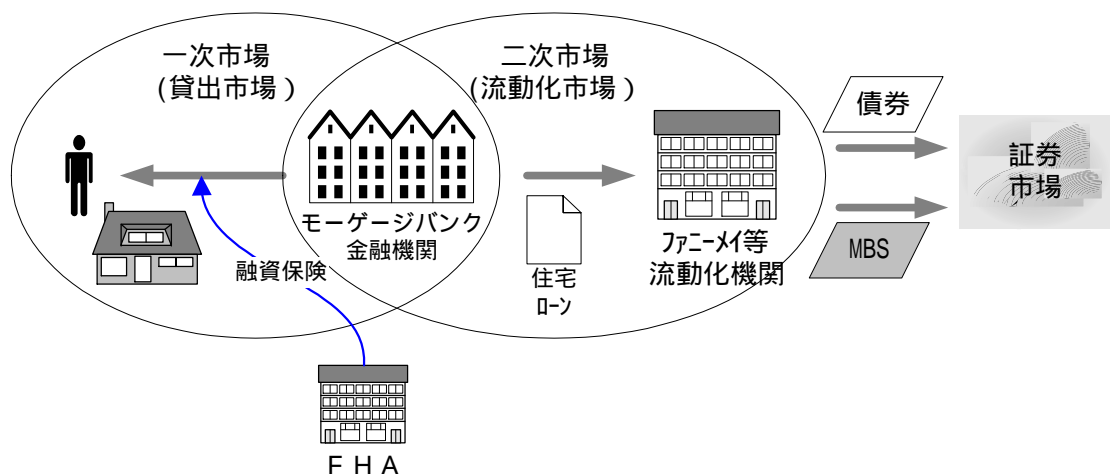 一次市場
(貸出市場）
二次市場
(流動化市場）
債券
証券
市場
モーゲージバンク
金融機関
ﾌｧﾆｰﾒｲ等
流動化機関
MBS
融資保険
住宅
ﾛｰﾝ
ＦＨＡ